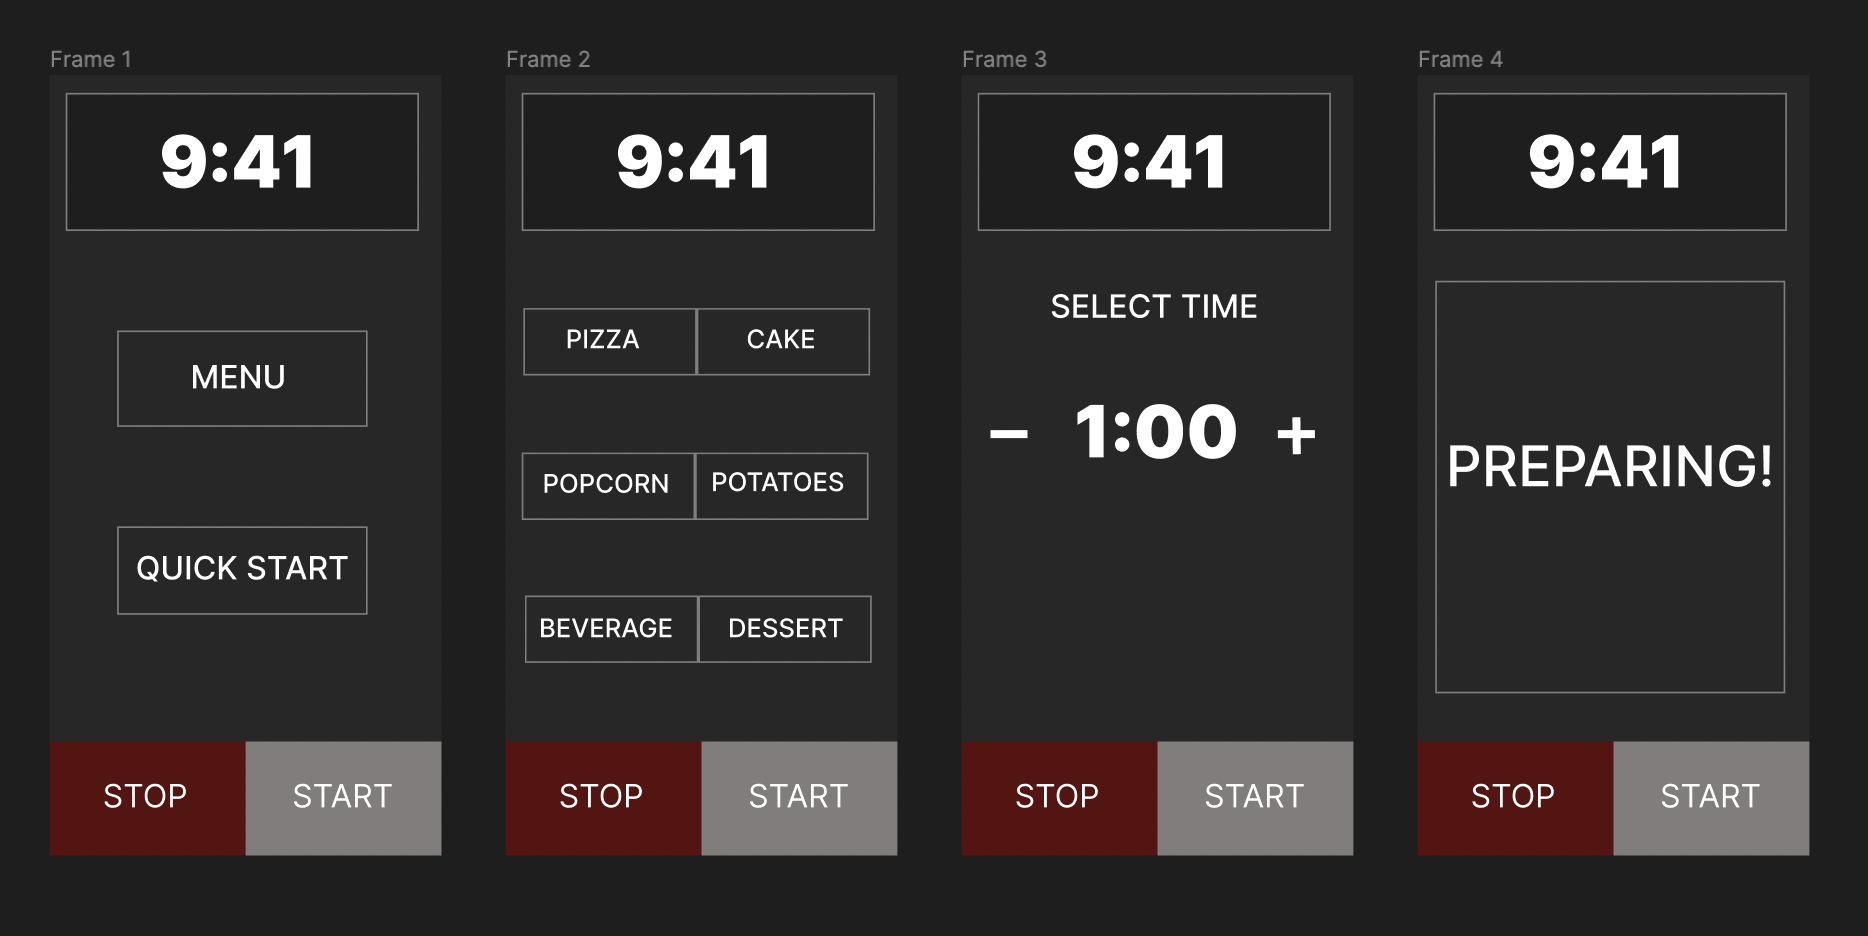 Frame 1
9:41
MENU
QUICK START
STOP
START
Frame 2
9:41
PIZZA
CAKE
POPCORN
POTATOES
BEVERAGE
DESSERT
STOP
START
Frame 3
9:41
SELECT TIME
– 1:00 +
STOP
START
Frame 4
9:41
PREPARING!
STOP
START